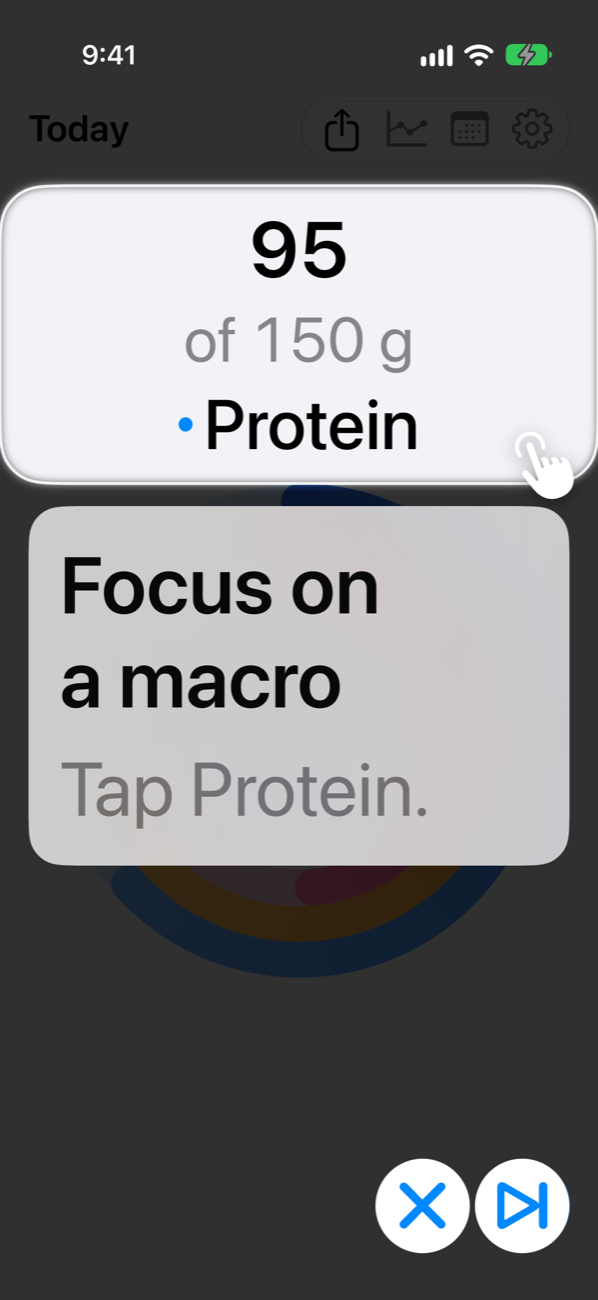 9:41
Today
95
of 150 g
Protein
Focus on
a macro
Tap Protein.